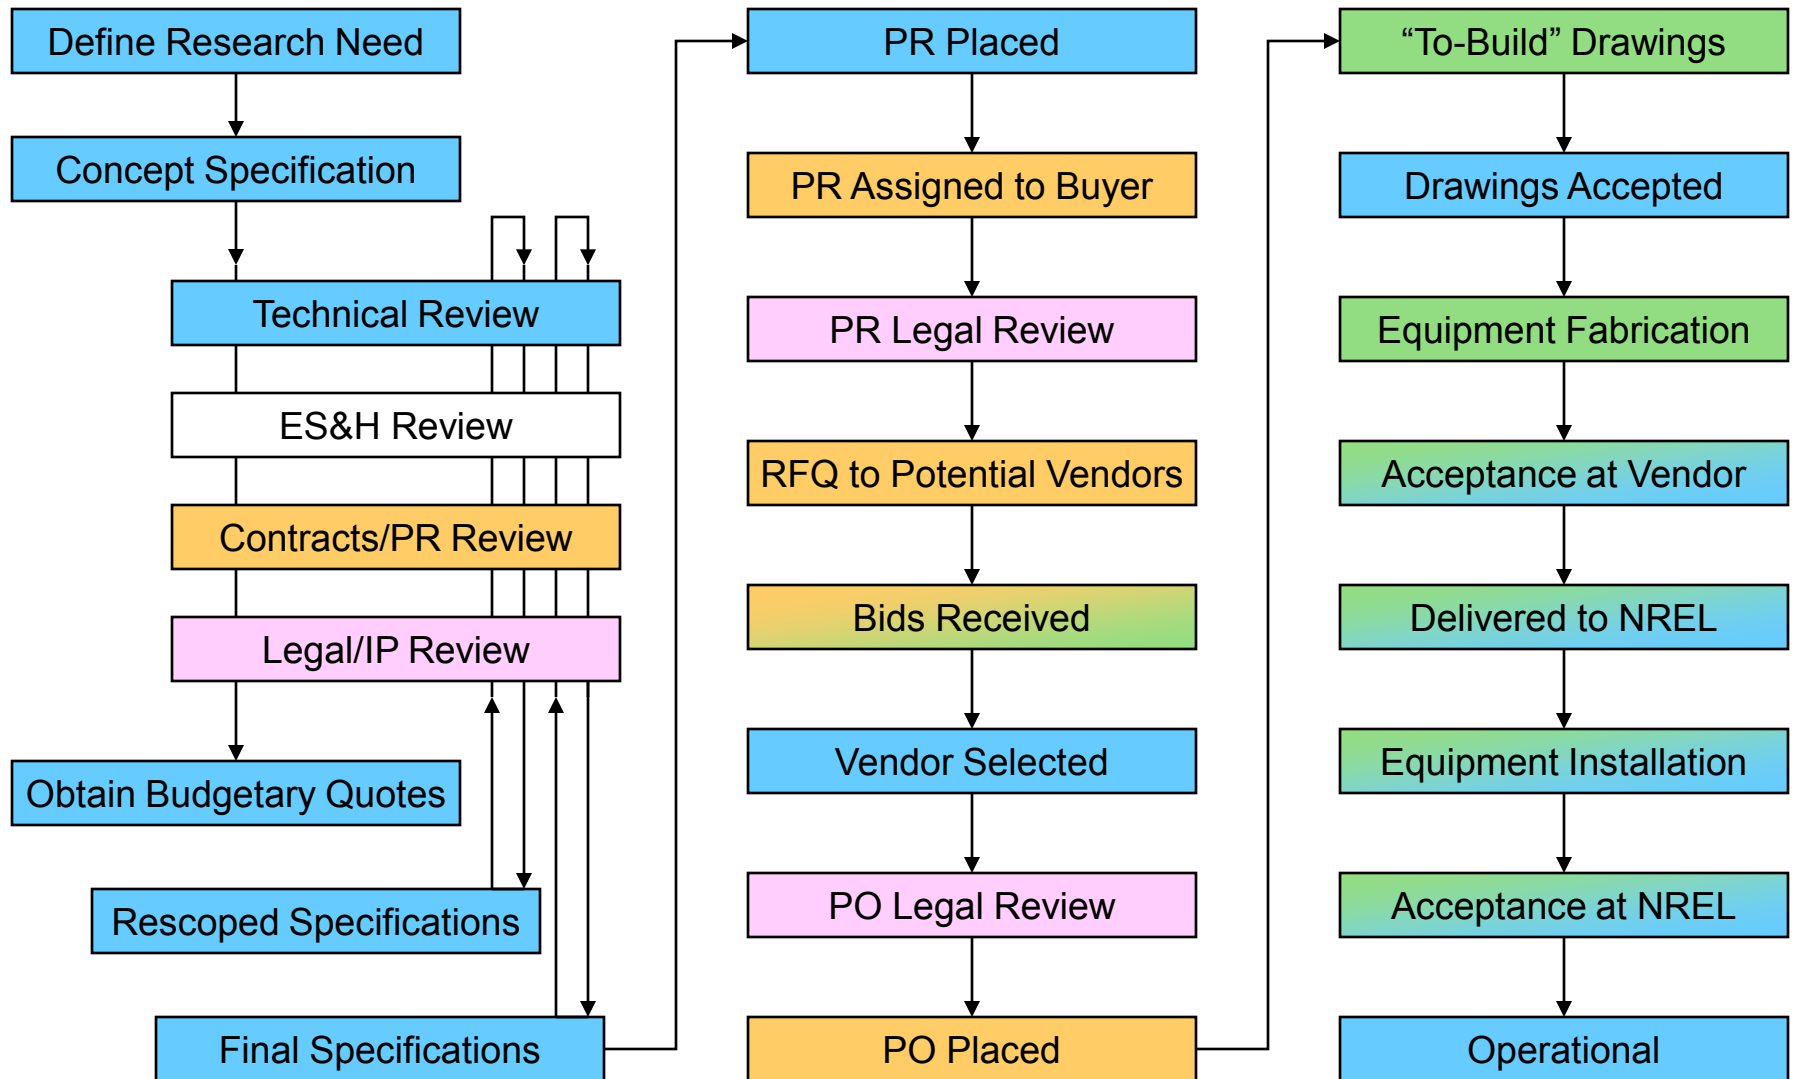 Define Research Need
Concept Specification
Technical Review
ES&H Review
Contracts/PR Review
Legal/IP Review
Obtain Budgetary Quotes
Rescoped Specifications
Final Specifications
PR Placed
PR Assigned to Buyer
PR Legal Review
RFQ to Potential Vendors
Bids Received
Vendor Selected
PO Legal Review
PO Placed
“To-Build” Drawings
Drawings Accepted
Equipment Fabrication
Acceptance at Vendor
Delivered to NREL
Equipment Installation
Acceptance at NREL
Operational